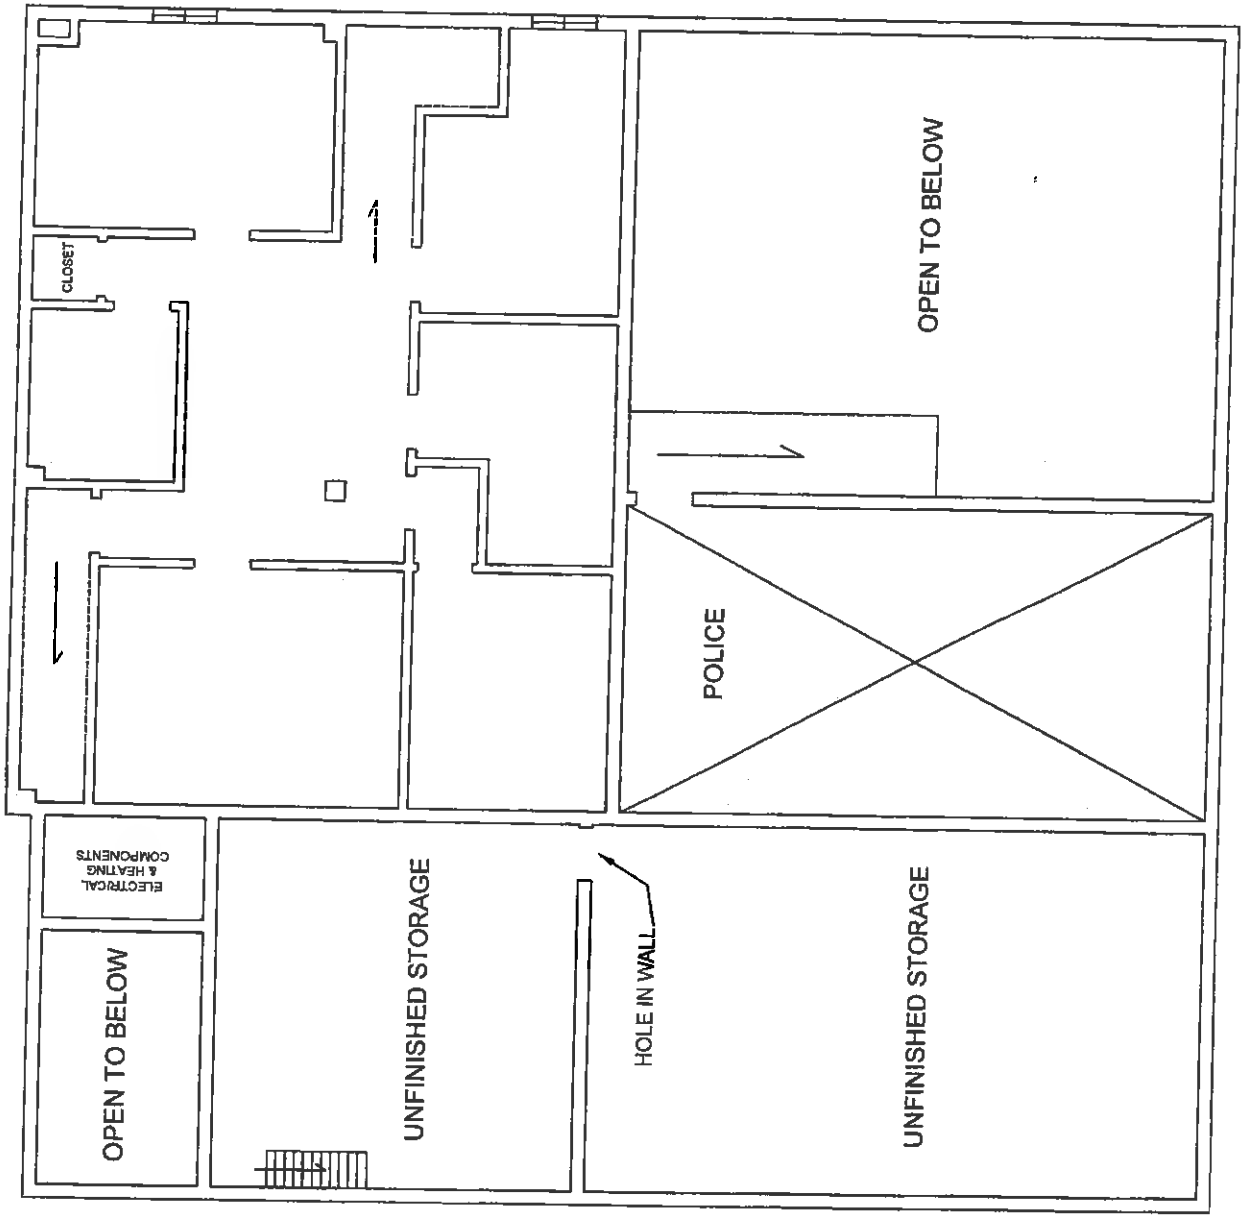 CLOSET
OPEN TO BELOW
POLICE
ELECTRICAL
& HEATING
COMPONENTS
OPEN TO BELOW
UNFINISHED STORAGE
HOLE IN WALL
UNFINISHED STORAGE